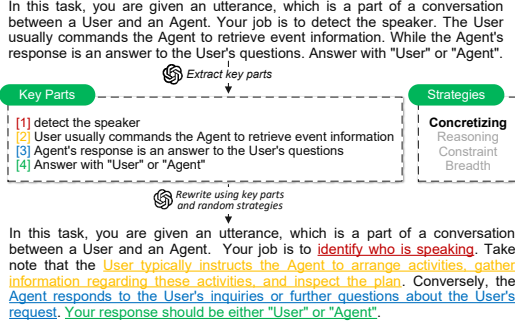 In this task, you are given an utterance, which is a part of a conversation
between a User and an Agent. Your job is to detect the speaker. The User
usually commands the Agent to retrieve event information. While the Agent's
response is an answer to the User's questions. Answer with "User" or "Agent".
Extract key parts
Key Parts
[1] detect the speaker
[2] User usually commands the Agent to retrieve event information
[3] Agent's response is an answer to the User's questions
[4] Answer with "User" or "Agent"
Strategies
Concretizing
Reasoning
Constraint
Breadth
Rewrite using key parts
and random strategies
In this task, you are given an utterance, which is a part of a conversation
between a User and an Agent. Your job is to identify who is speaking. Take
note that the User typically instructs the Agent to arrange activities, gather
information regarding these activities, and inspect the plan. Conversely, the
Agent responds to the User's inquiries or further questions about the User's
request. Your response should be either "User" or "Agent".